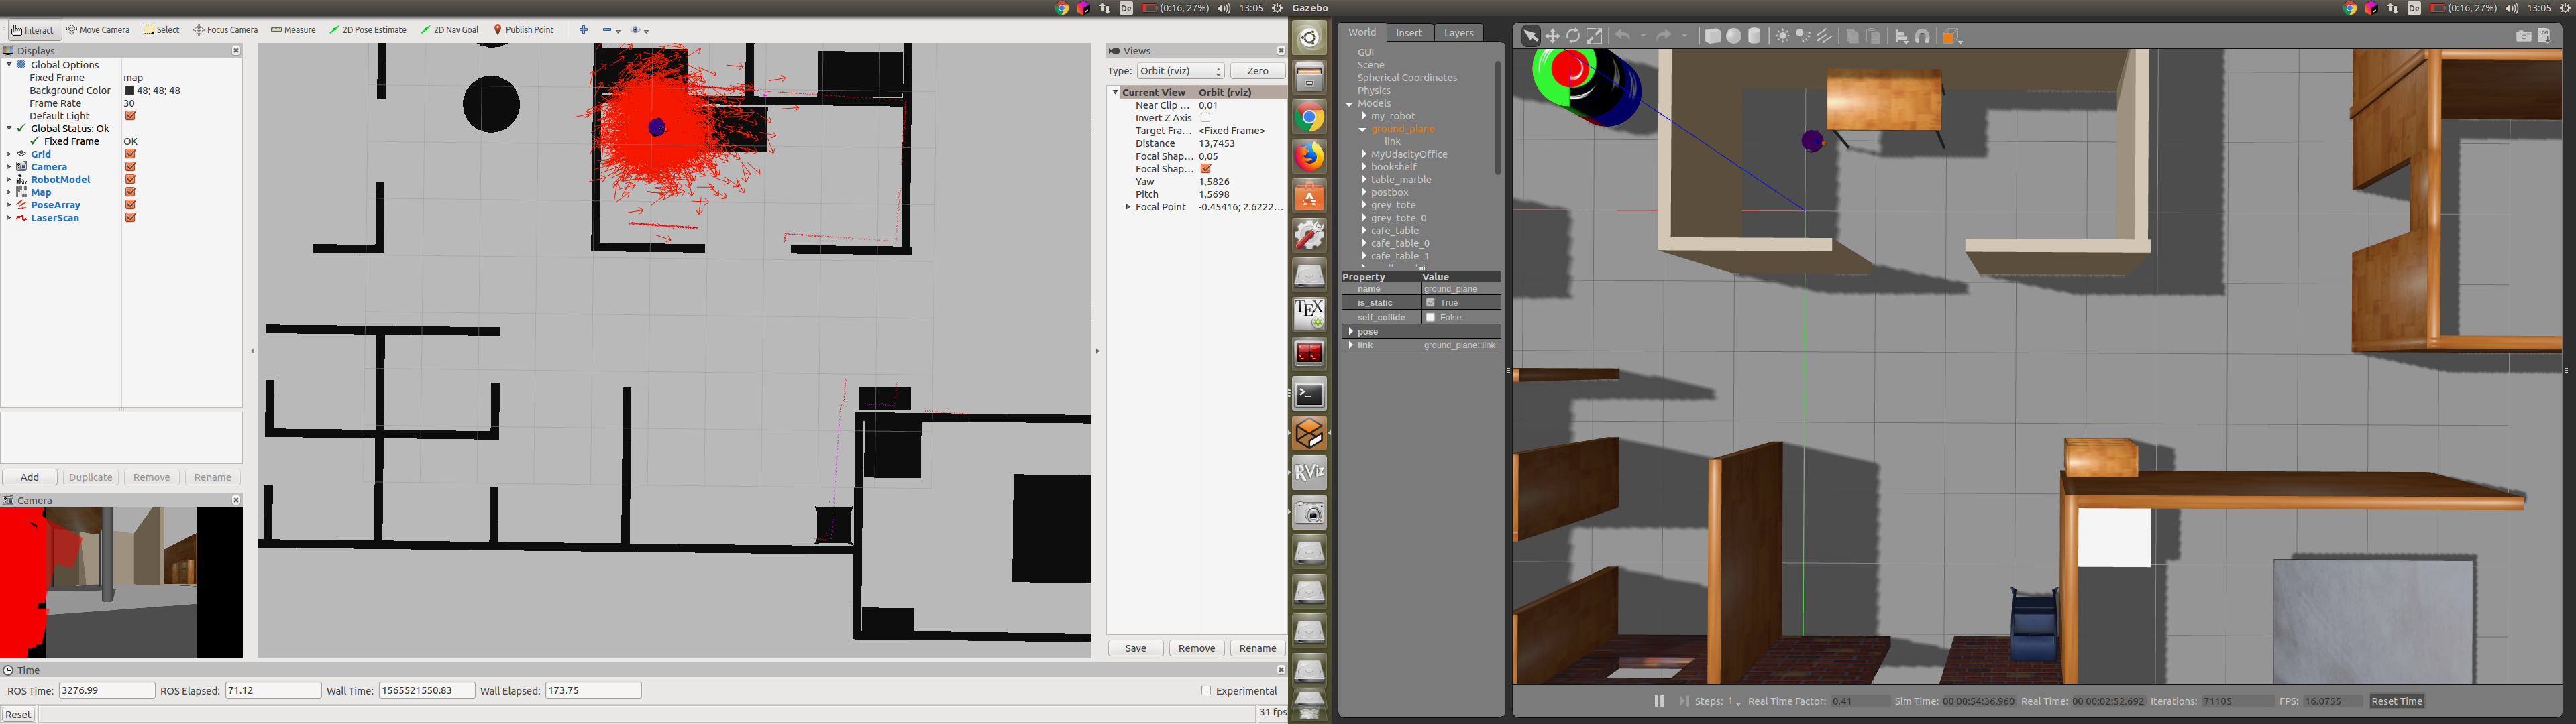 De (0:16, 27%) 13:05 Gazebo De (0:16, 27%) 13:05
Interact Move Camera Select Focus Camera Measure 2D Pose Estimate 2D Nav Goal Publish Point
Displays
Global Options
Fixed Frame map
Background Color 48; 48; 48
Frame Rate 30
Default Light
Global Status: Ok
Fixed Frame OK
Grid
Camera
RobotModel
Map
PoseArray
LaserScan
Add Duplicate Remove Rename
Camera
Views
Type: Orbit (rviz) Zero
Current View Orbit (rviz)
Near Clip ... 0,01
Invert Z Axis
Target Fra... <Fixed Frame>
Distance 13,7453
Focal Shap... 0,05
Focal Shap...
Yaw 1,5826
Pitch 1,5698
Focal Point -0.45416; 2.6222...
Save Remove Rename
Time
ROS Time: 3276.99 ROS Elapsed: 71.12 Wall Time: 1565521550.83 Wall Elapsed: 173.75 Experimental
Reset 31 fps
TEX
RViz
World Insert Layers
GUI
Scene
Spherical Coordinates
Physics
Models
my_robot
ground_plane
link
MyUdacityOffice
bookshelf
table_marble
postbox
grey_tote
grey_tote_0
cafe_table
cafe_table_0
cafe_table_1
Property Value
name ground_plane
is_static True
self_collide False
pose
link ground_plane::link
LOG
Steps: 1 Real Time Factor: 0.41 Sim Time: 00 00:54:36.960 Real Time: 00 00:02:52.692 Iterations: 71105 FPS: 16.0755 Reset Time